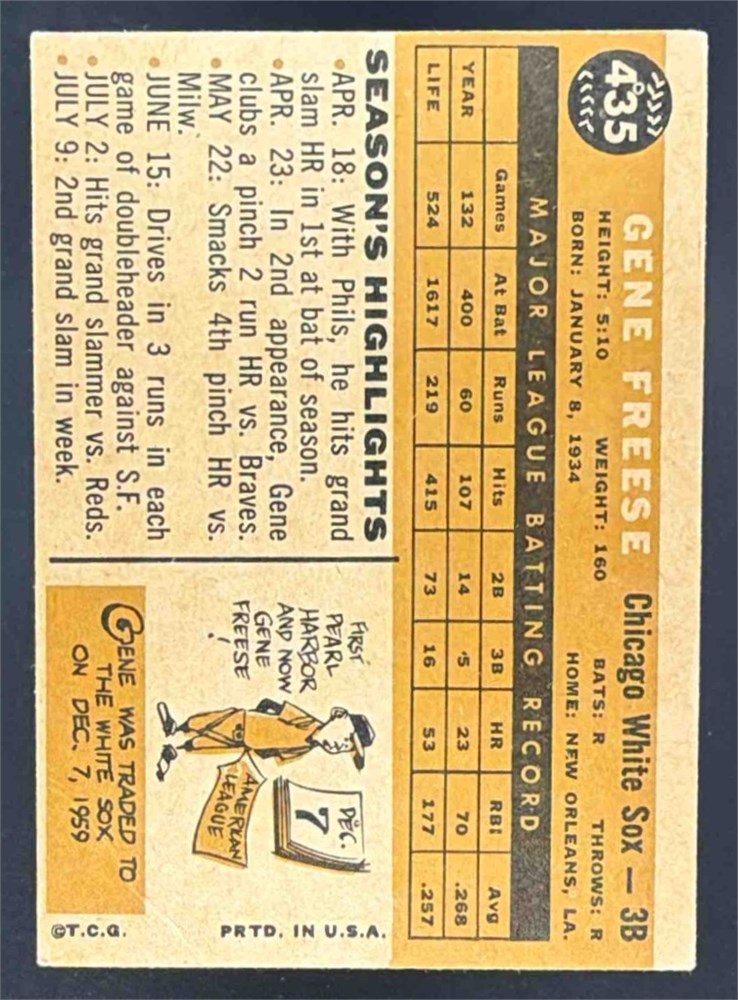 435
GENE FREESE Chicago White Sox — 3B
HEIGHT: 5:10 WEIGHT: 160 BATS: R THROWS: R
BORN: JANUARY 8, 1934 HOME: NEW ORLEANS, LA.
MAJOR LEAGUE BATTING RECORD
Games At Bat Runs Hits 2B 3B HR RBI Avg
YEAR 132 400 60 107 14 5 23 70 .268
LIFE 524 1617 219 415 73 16 53 177 .257
SEASON'S HIGHLIGHTS
• APR. 18: With Phils, he hits grand
slam HR in 1st at bat of season.
• APR. 23: In 2nd appearance, Gene
clubs a pinch 2 run HR vs. Braves.
• MAY 22: Smacks 4th pinch HR vs.
Milw.
• JUNE 15: Drives in 3 runs in each
game of doubleheader against S.F.
• JULY 2: Hits grand slammer vs. Reds.
• JULY 9: 2nd grand slam in week.
FIRST
PEARL
HARBOR
AND NOW
GENE
FREESE
!
DEC.
7
AMERICAN
LEAGUE
GENE WAS TRADED TO
THE WHITE SOX
ON DEC. 7, 1959
©T.C.G. PRTD. IN U.S.A.